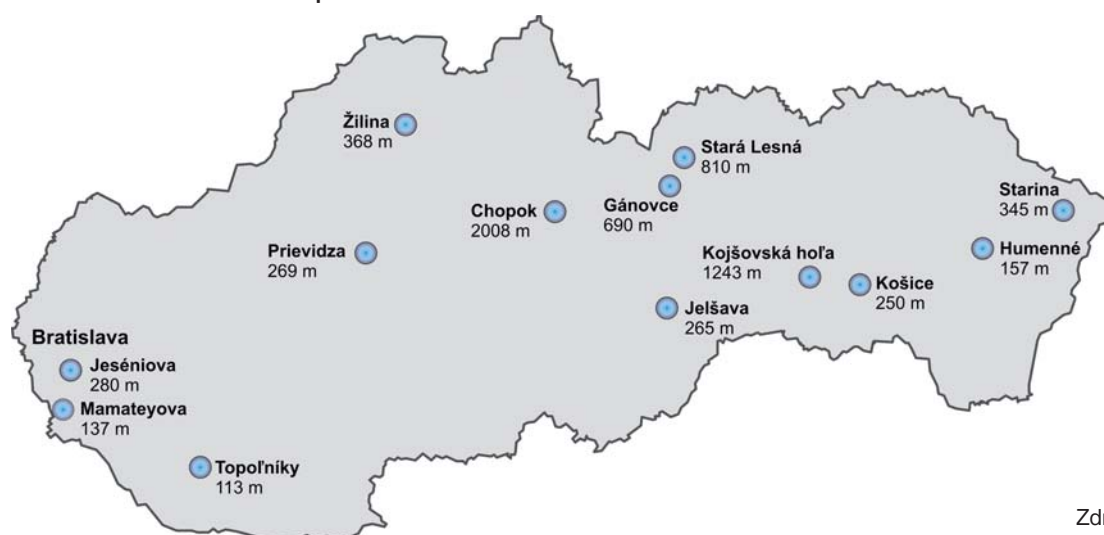 Žilina
368 m
Stará Lesná
810 m
Gánovce
690 m
Chopok
2008 m
Starina
345 m
Prievidza
269 m
Humenné
157 m
Kojšovská hoľa
1243 m
Košice
250 m
Jelšava
265 m
Bratislava
Jeséniova
280 m
Mamateyova
137 m
Topoľníky
113 m
Zdr